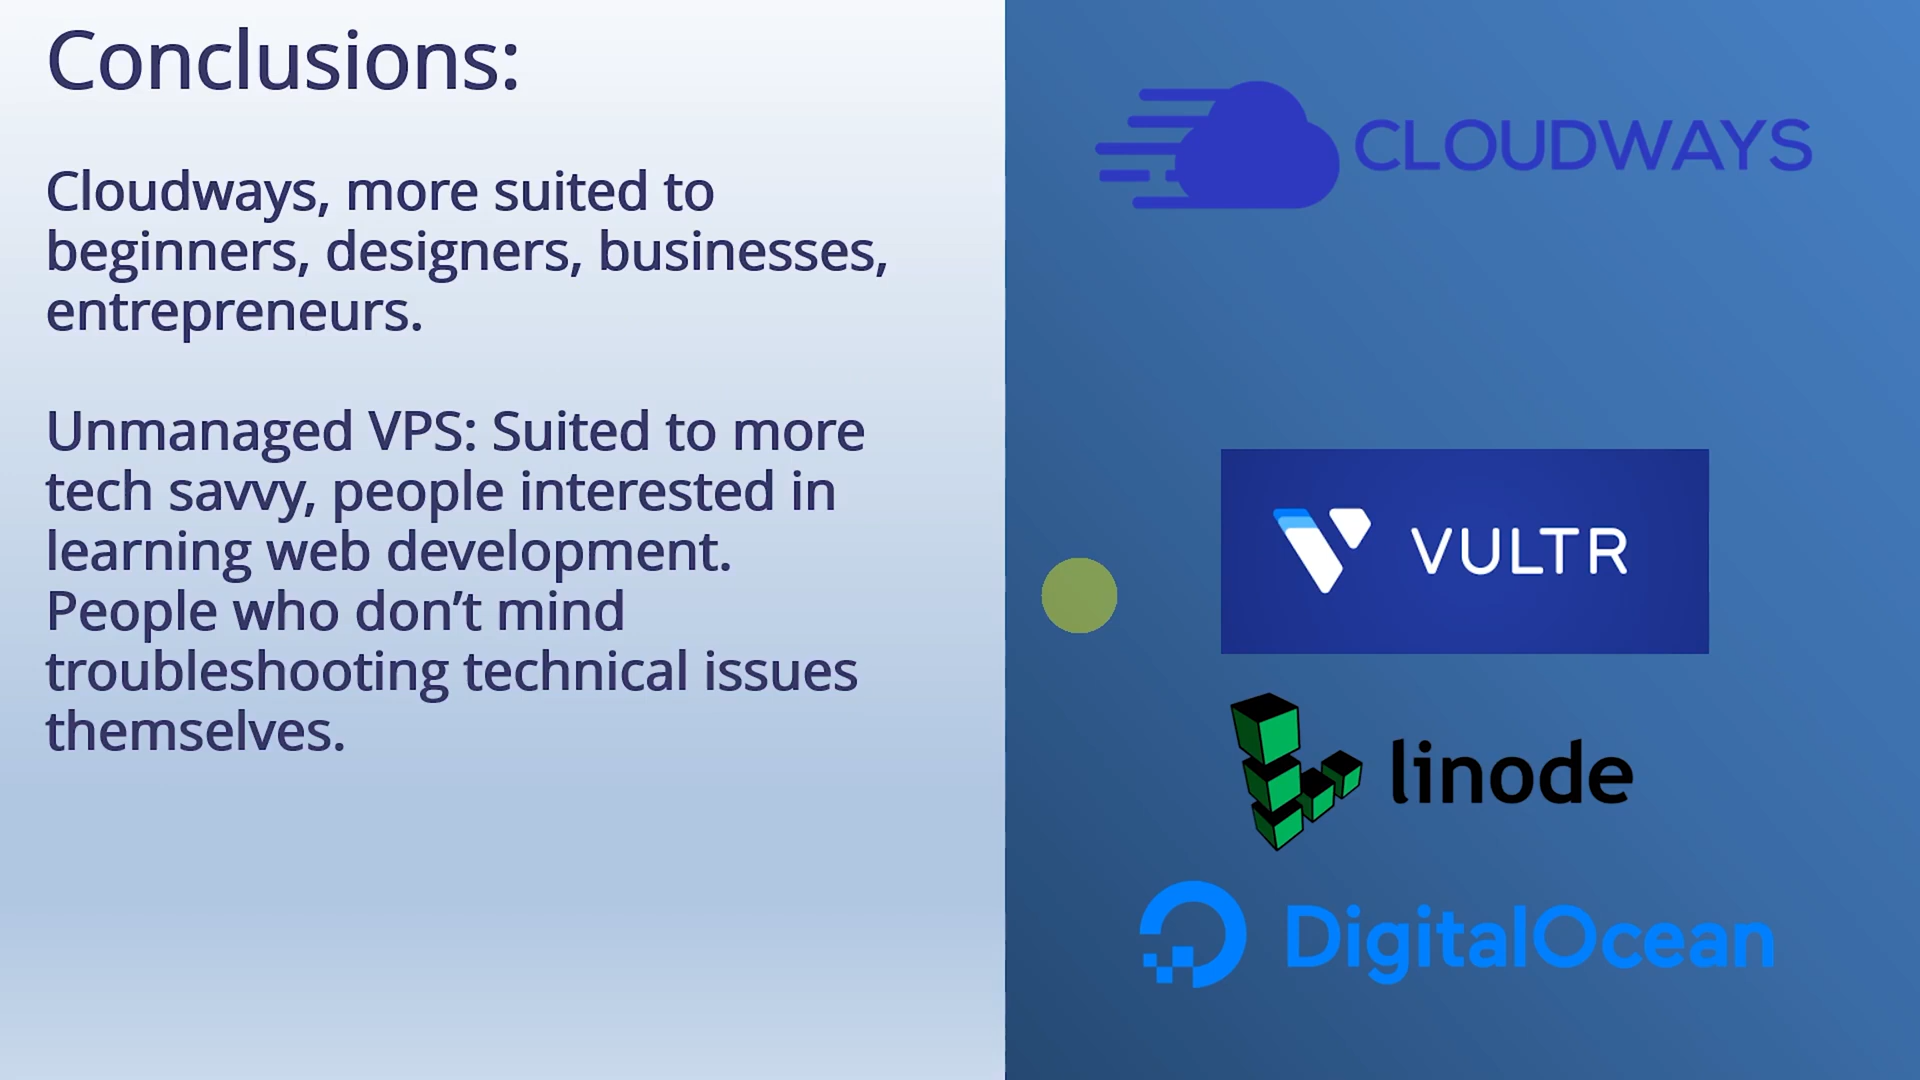 Conclusions:
Cloudways, more suited to
beginners, designers, businesses,
entrepreneurs.
Unmanaged VPS: Suited to more
tech savvy, people interested in
learning web development.
People who don’t mind
troubleshooting technical issues
themselves.
CLOUDWAYS
VULTR
linode
DigitalOcean